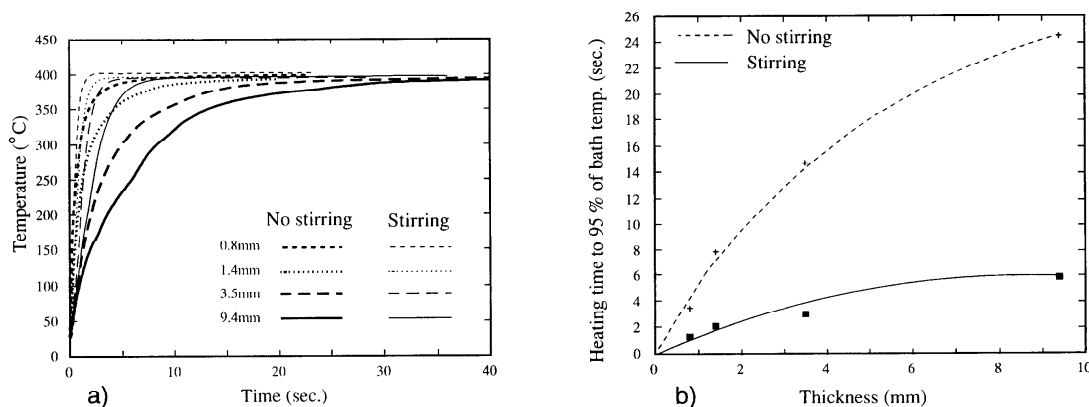 450
400
350
300
250
200
150
100
50
0
Temperature (°C)
No stirring Stirring
0.8mm
1.4mm
3.5mm
9.4mm
0 10 20 30 40
a) Time (sec.)
26
24
22
20
18
16
14
12
10
8
6
4
2
0
Heating time to 95 % of bath temp. (sec.)
No stirring
Stirring
0 2 4 6 8 10
b) Thickness (mm)